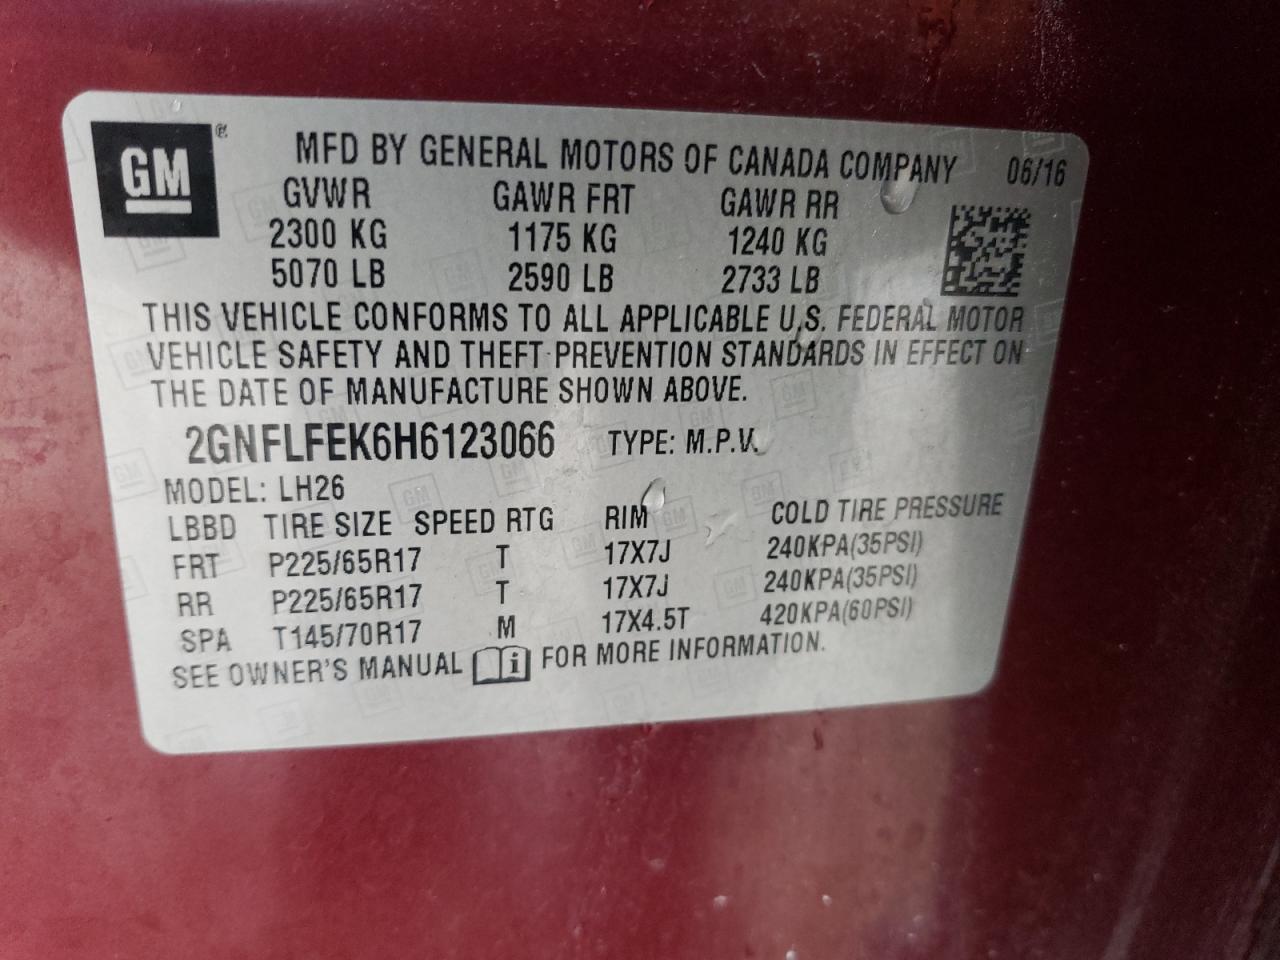 GM®
MFD BY GENERAL MOTORS OF CANADA COMPANY 06/16
GVWR GAWR FRT GAWR RR
2300 KG 1175 KG 1240 KG
5070 LB 2590 LB 2733 LB
THIS VEHICLE CONFORMS TO ALL APPLICABLE U.S. FEDERAL MOTOR
VEHICLE SAFETY AND THEFT PREVENTION STANDARDS IN EFFECT ON
THE DATE OF MANUFACTURE SHOWN ABOVE.
2GNFLFEK6H6123066 TYPE: M.P.V.
MODEL: LH26
LBBD TIRE SIZE SPEED RTG RIM COLD TIRE PRESSURE
FRT P225/65R17 T 17X7J 240KPA(35PSI)
RR P225/65R17 T 17X7J 240KPA(35PSI)
SPA T145/70R17 M 17X4.5T 420KPA(60PSI)
SEE OWNER'S MANUAL i FOR MORE INFORMATION.